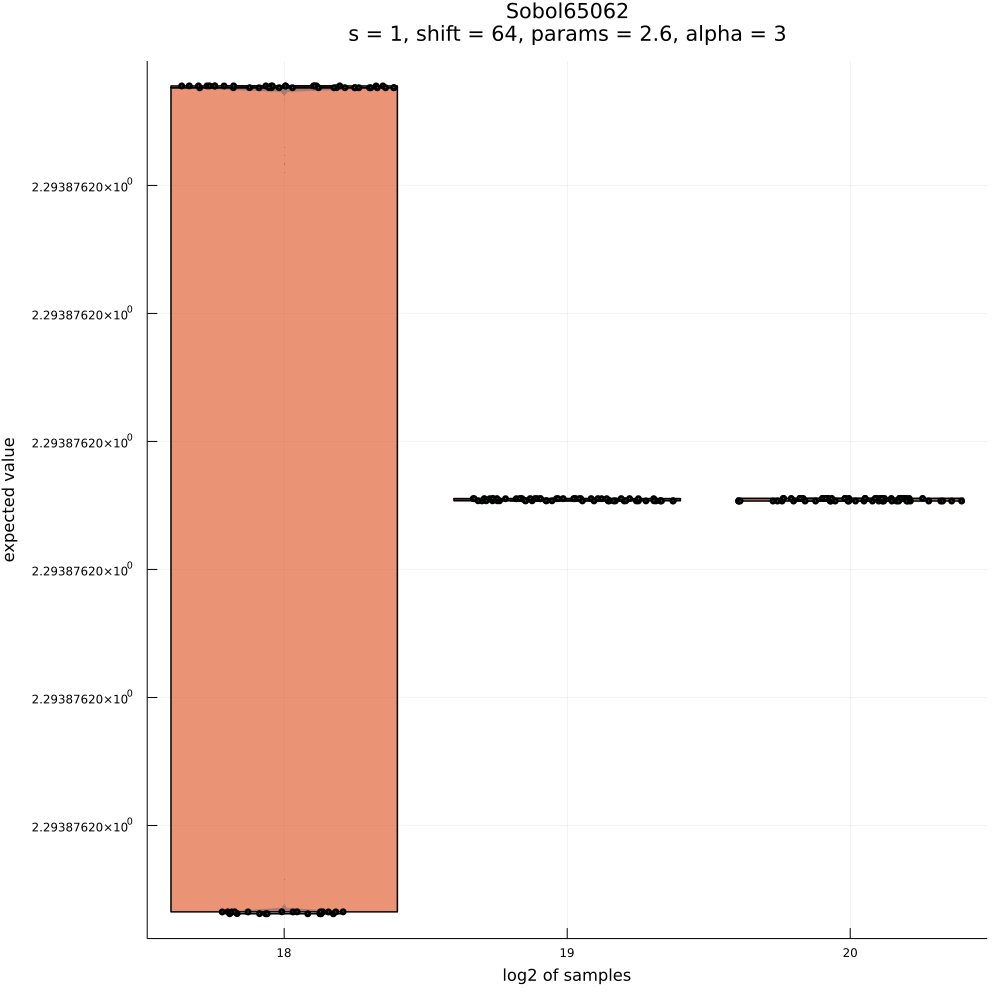 Sobol65062
s = 1, shift = 64, params = 2.6, alpha = 3
2.29387620×10⁰
2.29387620×10⁰
2.29387620×10⁰
2.29387620×10⁰
2.29387620×10⁰
2.29387620×10⁰
expected value
18 19 20
log2 of samples